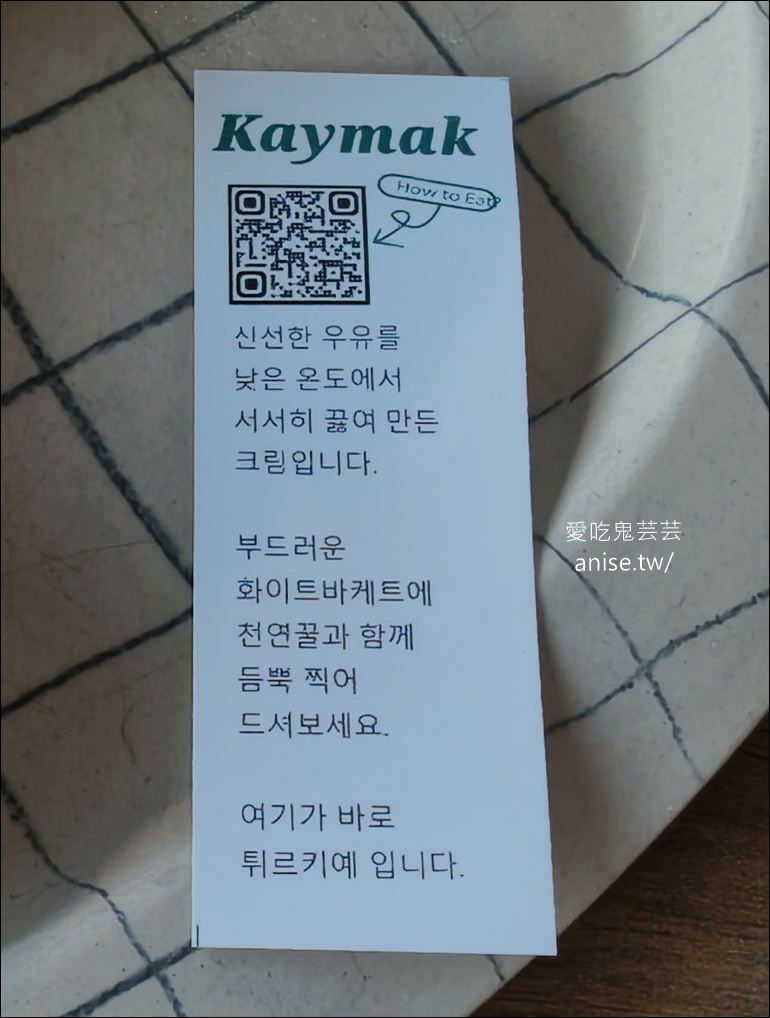 Kaymak
How to Eat?
신선한 우유를
낮은 온도에서
서서히 끓여 만든
크림입니다.
부드러운
화이트바케트에
천연꿀과 함께
듬뿍 찍어
드셔보세요.
여기가 바로
튀르키예 입니다.
愛吃鬼芸芸
anise.tw/